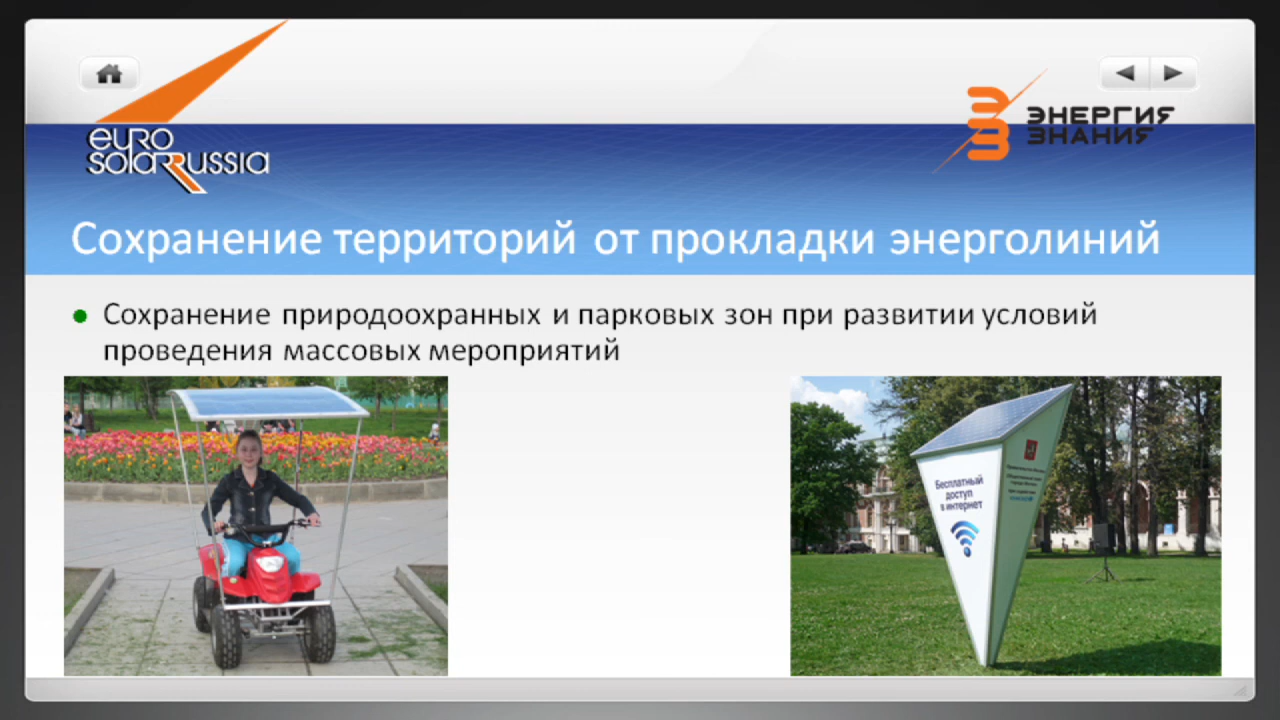 EURO
SOLARRUSSIA
ЭНЕРГИЯ
ЗНАНИЯ
Сохранение территорий от прокладки энерголиний
Сохранение природоохранных и парковых зон при развитии условий
проведения массовых мероприятий
Бесплатный
доступ
в интернет